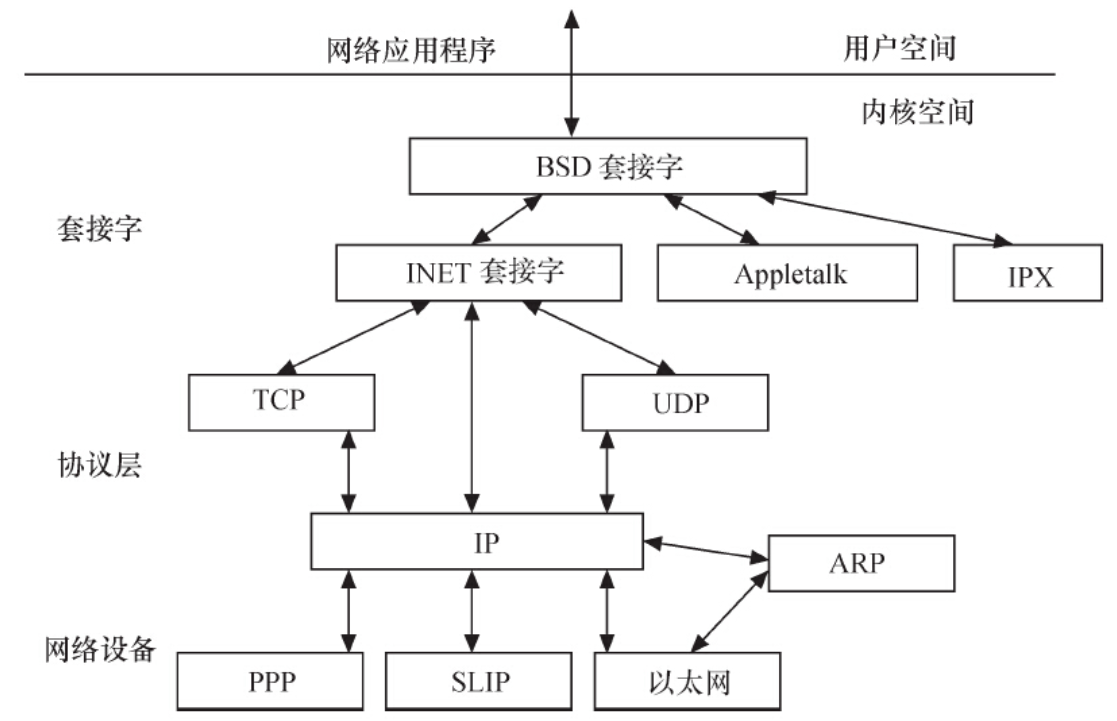 网络应用程序
用户空间
内核空间
BSD 套接字
套接字
INET 套接字
Appletalk
IPX
TCP
UDP
协议层
IP
ARP
网络设备
PPP
SLIP
以太网